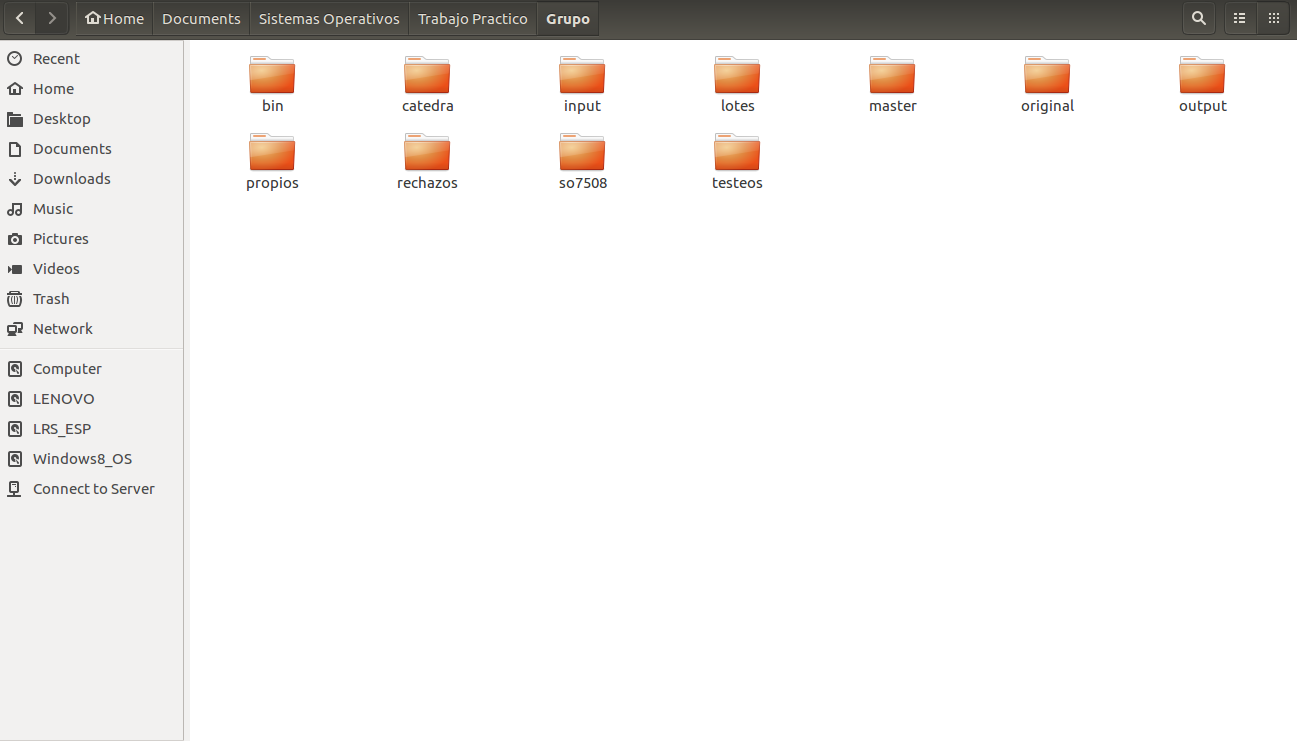 Home Documents Sistemas Operativos Trabajo Practico Grupo
Recent
Home
Desktop
Documents
Downloads
Music
Pictures
Videos
Trash
Network
Computer
LENOVO
LRS_ESP
Windows8_OS
Connect to Server
bin catedra input lotes master original output
propios rechazos so7508 testeos